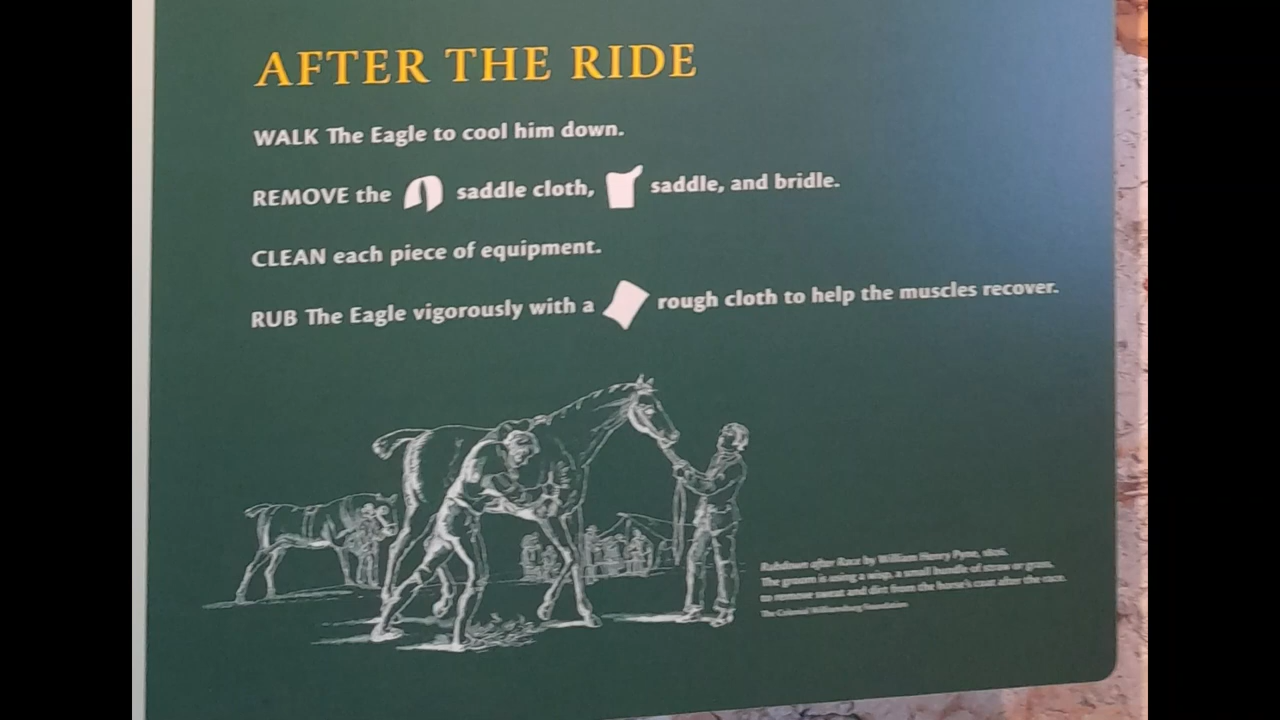 AFTER THE RIDE
WALK The Eagle to cool him down.
REMOVE the saddle cloth, saddle, and bridle.
CLEAN each piece of equipment.
RUB The Eagle vigorously with a rough cloth to help the muscles recover.
Rubdown after Race by William Henry Pyne,
The groom is using a wisp, a small bundle of straw or grass,
to remove sweat and dirt from the horse's coat after the race.
The Colonial Williamsburg Foundation